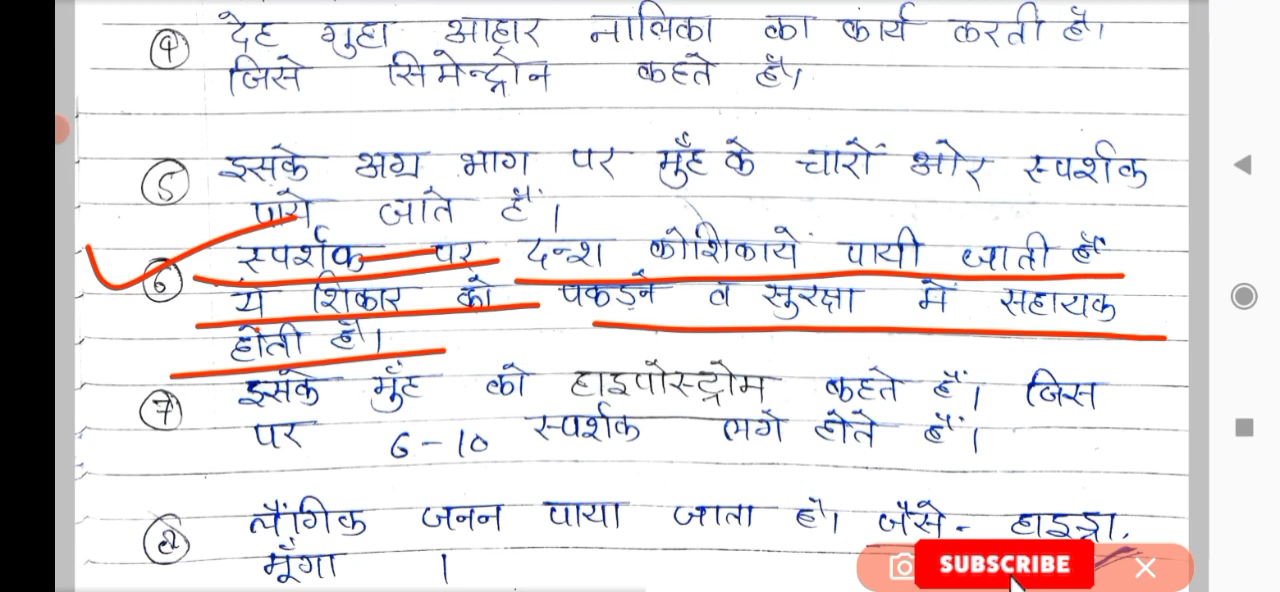 ④ देह गुहा आहार नालिका का कार्य करती है।
जिसे सिमेन्द्रोन कहते है।
⑤ इसके अग्र भाग पर मुँह के चारों ओर स्पर्शक
पाये जाते हैं।
⑥ स्पर्शक पर दन्श कोशिकायें पायी जाती हैं
ये शिकार को पकड़ने व सुरक्षा में सहायक
होती है।
⑦ इसके मुँह को हाइपोस्ट्रोम कहते हैं। जिस
पर 6-10 स्पर्शक लगे होते हैं।
⑧ लैंगिक जनन पाया जाता है। जैसे- हाइड्रा,
मूँगा ।
SUBSCRIBE